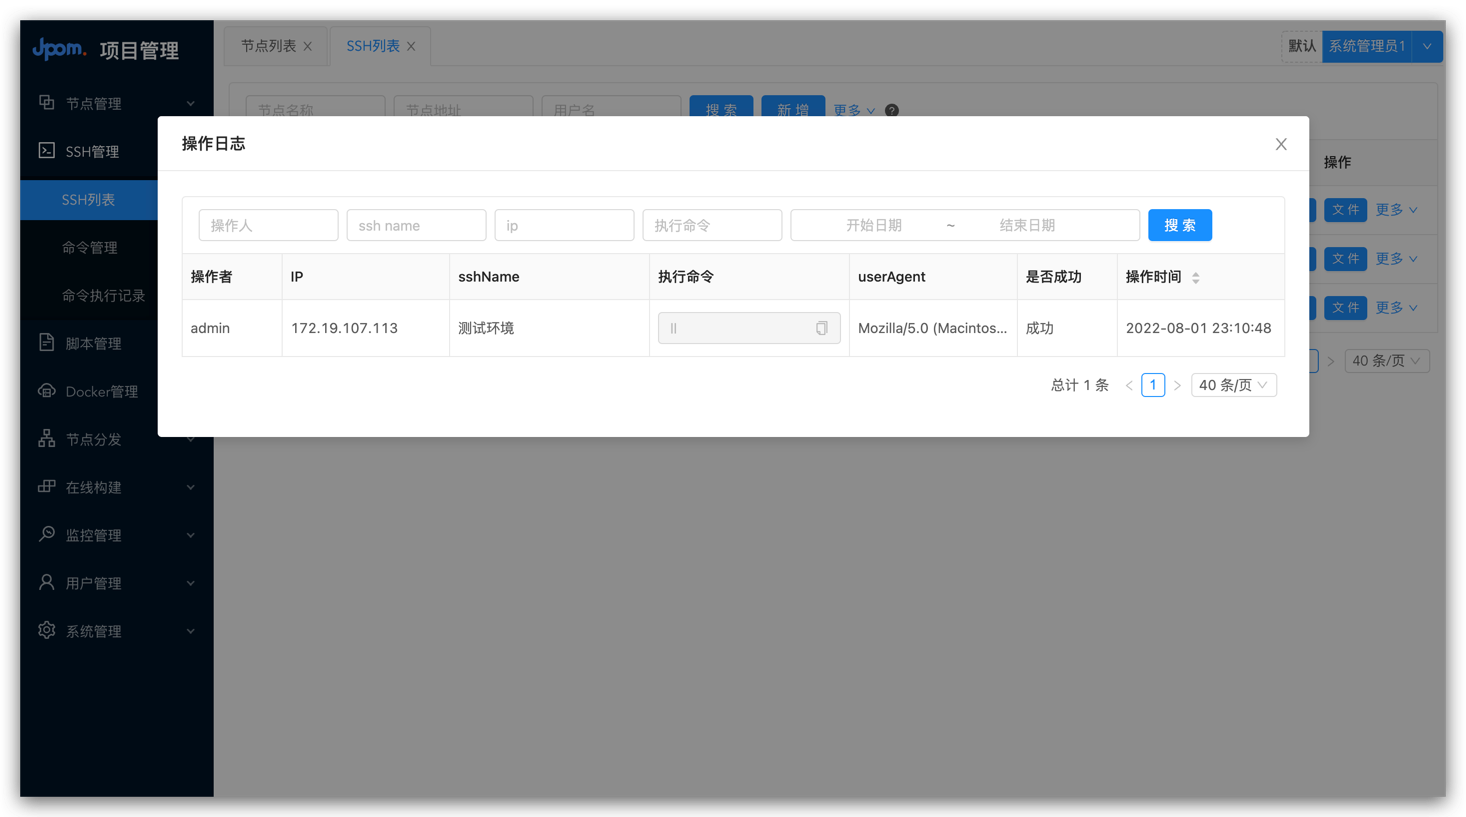 Jpom. 项目管理
节点列表
SSH列表
默认
系统管理员1
节点管理
SSH管理
SSH列表
命令管理
命令执行记录
脚本管理
Docker管理
节点分发
在线构建
监控管理
用户管理
系统管理
节点名称
节点地址
用户名
搜 索
新 增
更多
?
操作
文 件 更多
文 件 更多
文 件 更多
40 条/页
操作日志
操作人
ssh name
ip
执行命令
开始日期 ~ 结束日期
搜 索
操作者 IP sshName 执行命令 userAgent 是否成功 操作时间
admin 172.19.107.113 测试环境 ll Mozilla/5.0 (Macintos... 成功 2022-08-01 23:10:48
总计 1 条 < 1 > 40 条/页